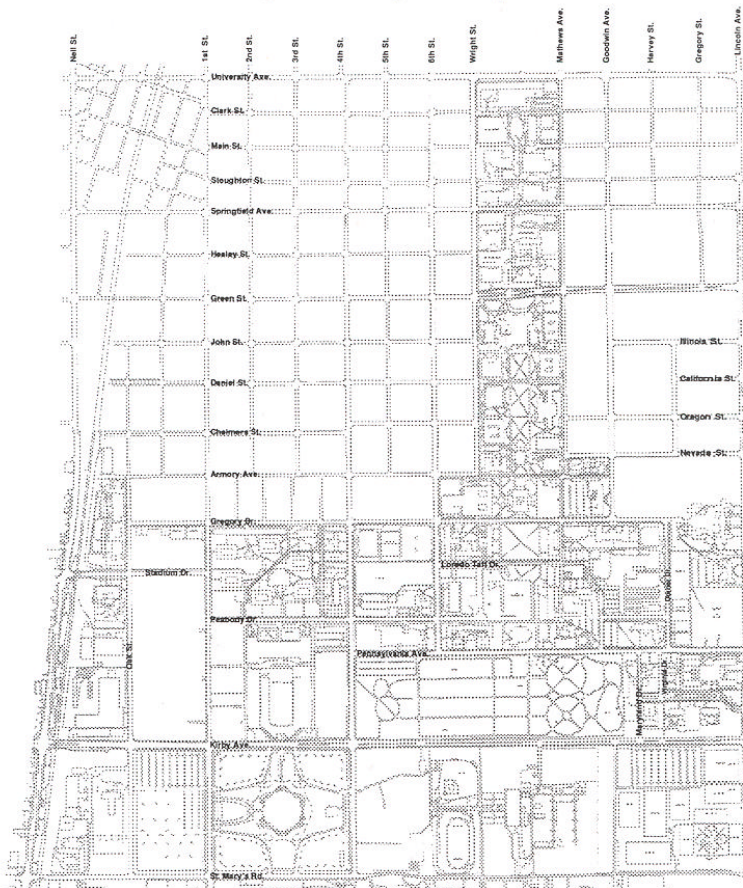 Neil St.
1st St.
2nd St.
3rd St.
4th St.
5th St.
6th St.
Wright St.
Mathews Ave.
Goodwin Ave.
Harvey St.
Gregory St.
Lincoln Ave.
University Ave.
Clark St.
Main St.
Stoughton St.
Springfield Ave.
Healey St.
Green St.
John St.
Illinois St.
Daniel St.
California St.
Oregon St.
Chalmers St.
Nevada St.
Armory Ave.
Gregory Dr.
Stadium Dr.
Loredo Taft Dr.
Peabody Dr.
Pennsylvania Ave.
Oak St.
Maryland Dr.
Kirby Ave.
St. Mary's Rd.